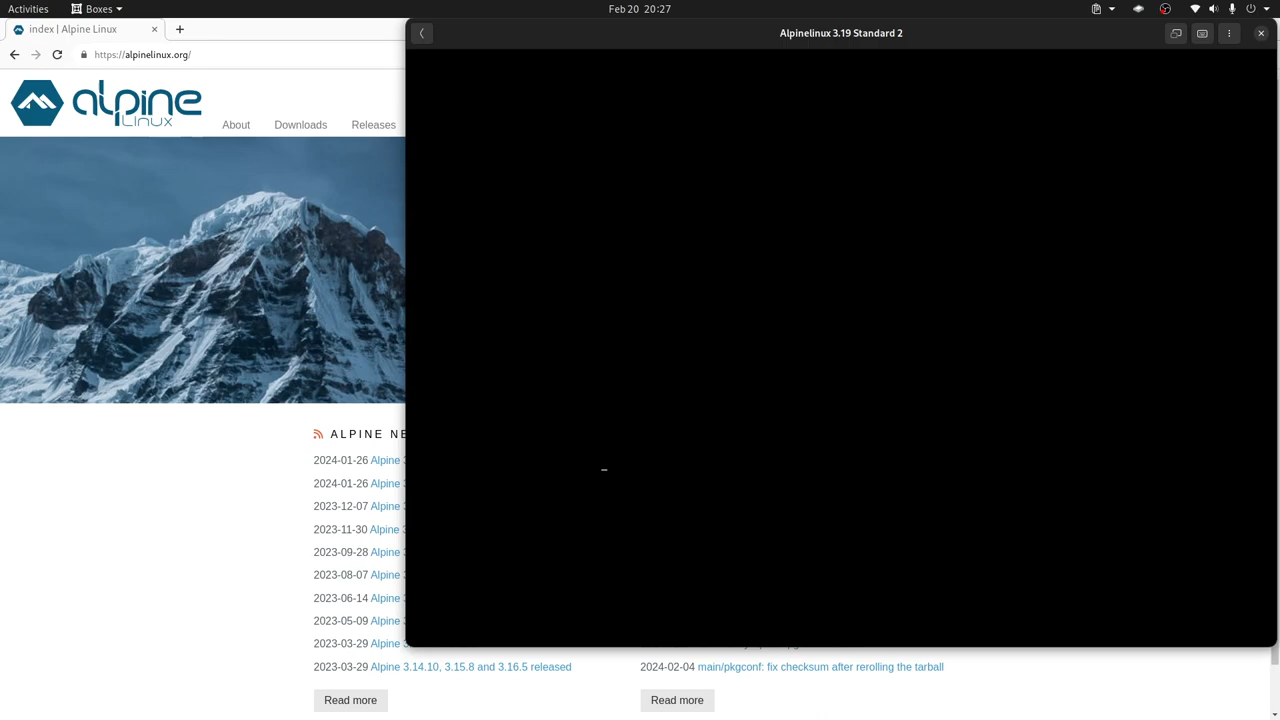 Activities
Boxes
Feb 20 20:27
index | Alpine Linux
https://alpinelinux.org/
Alpinelinux 3.19 Standard 2
alpine
Linux
About
Downloads
Releases
ALPINE NE
2024-01-26 Alpine
2024-01-26 Alpine
2023-12-07 Alpine
2023-11-30 Alpine
2023-09-28 Alpine
2023-08-07 Alpine
2023-06-14 Alpine
2023-05-09 Alpine
2023-03-29 Alpine
2023-03-29 Alpine 3.14.10, 3.15.8 and 3.16.5 released
2024-02-04 main/pkgconf: fix checksum after rerolling the tarball
Read more
Read more